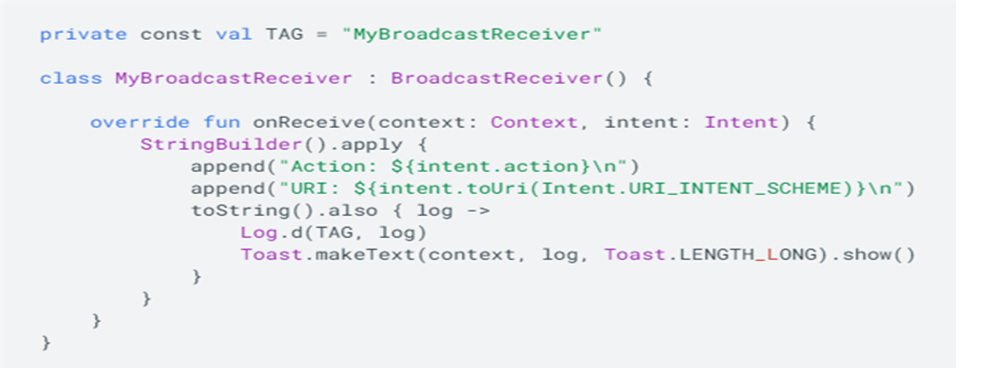 private const val TAG = "MyBroadcastReceiver"
class MyBroadcastReceiver : BroadcastReceiver() {
override fun onReceive(context: Context, intent: Intent) {
StringBuilder().apply {
append("Action: ${intent.action}\n")
append("URI: ${intent.toUri(Intent.URI_INTENT_SCHEME)}\n")
toString().also { log ->
Log.d(TAG, log)
Toast.makeText(context, log, Toast.LENGTH_LONG).show()
}
}
}
}